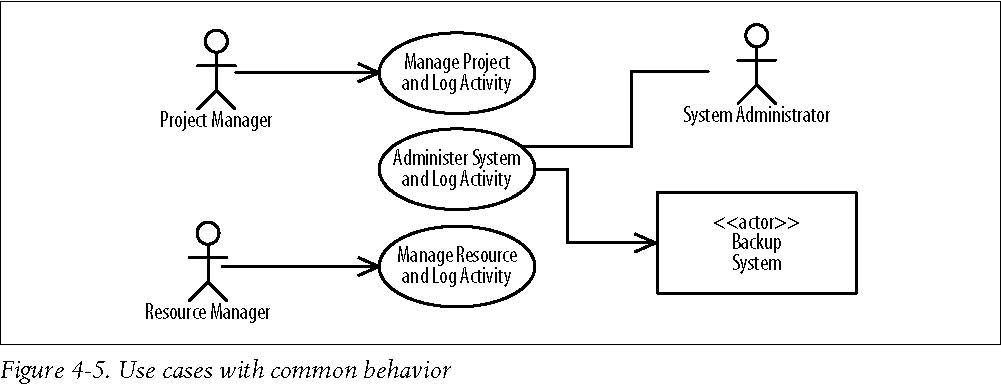 Manage Project
and Log Activity
Project Manager
System Administrator
Administer System
and Log Activity
<<actor>>
Backup
System
Manage Resource
and Log Activity
Resource Manager
Figure 4-5. Use cases with common behavior